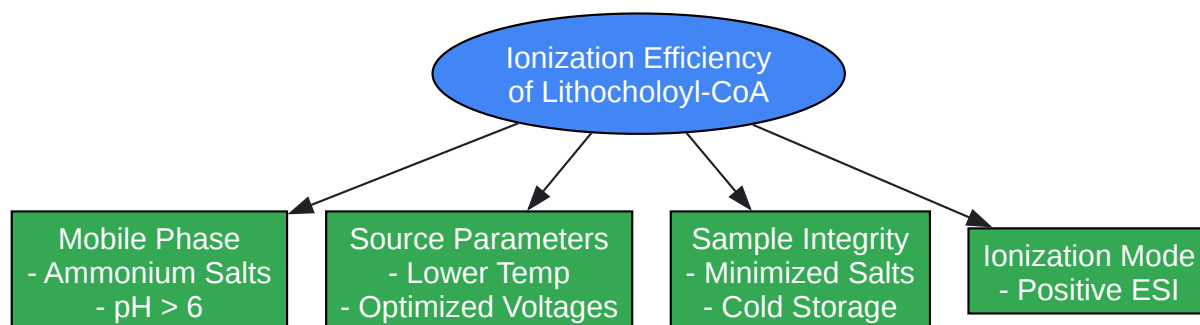 Ionization Efficiency
of Lithocholoyl-CoA
Mobile Phase
- Ammonium Salts
- pH > 6
Source Parameters
- Lower Temp
- Optimized Voltages
Sample Integrity
- Minimized Salts
- Cold Storage
Ionization Mode
- Positive ESI